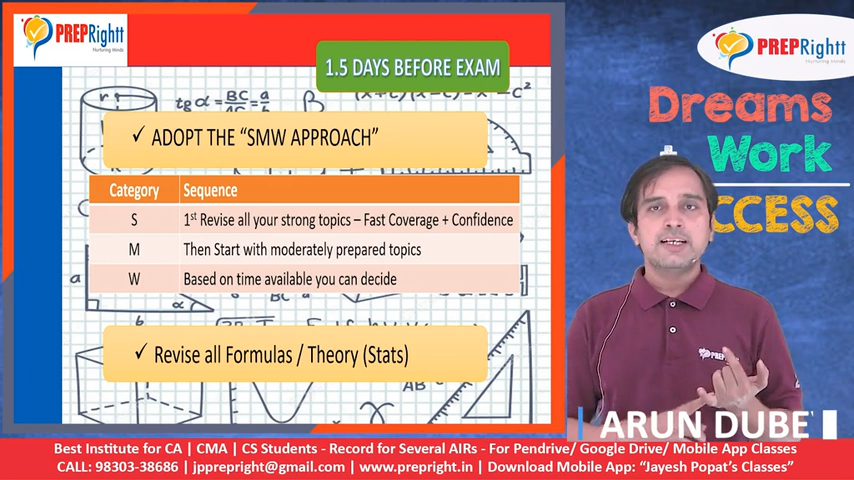 PREPRightt
Nurturing Minds
1.5 DAYS BEFORE EXAM
✓ ADOPT THE “SMW APPROACH”
Category Sequence
S 1st Revise all your strong topics – Fast Coverage + Confidence
M Then Start with moderately prepared topics
W Based on time available you can decide
✓ Revise all Formulas / Theory (Stats)
r
tg α = BC = a
β
a
α
b
BC
AB
PREPRightt
Nurturing Minds
Dreams
Work
CCESS
ARUN DUBE
Best Institute for CA | CMA | CS Students - Record for Several AIRs - For Pendrive/ Google Drive/ Mobile App Classes
CALL: 98303-38686 | jpprepright@gmail.com | www.prepright.in | Download Mobile App: “Jayesh Popat’s Classes”